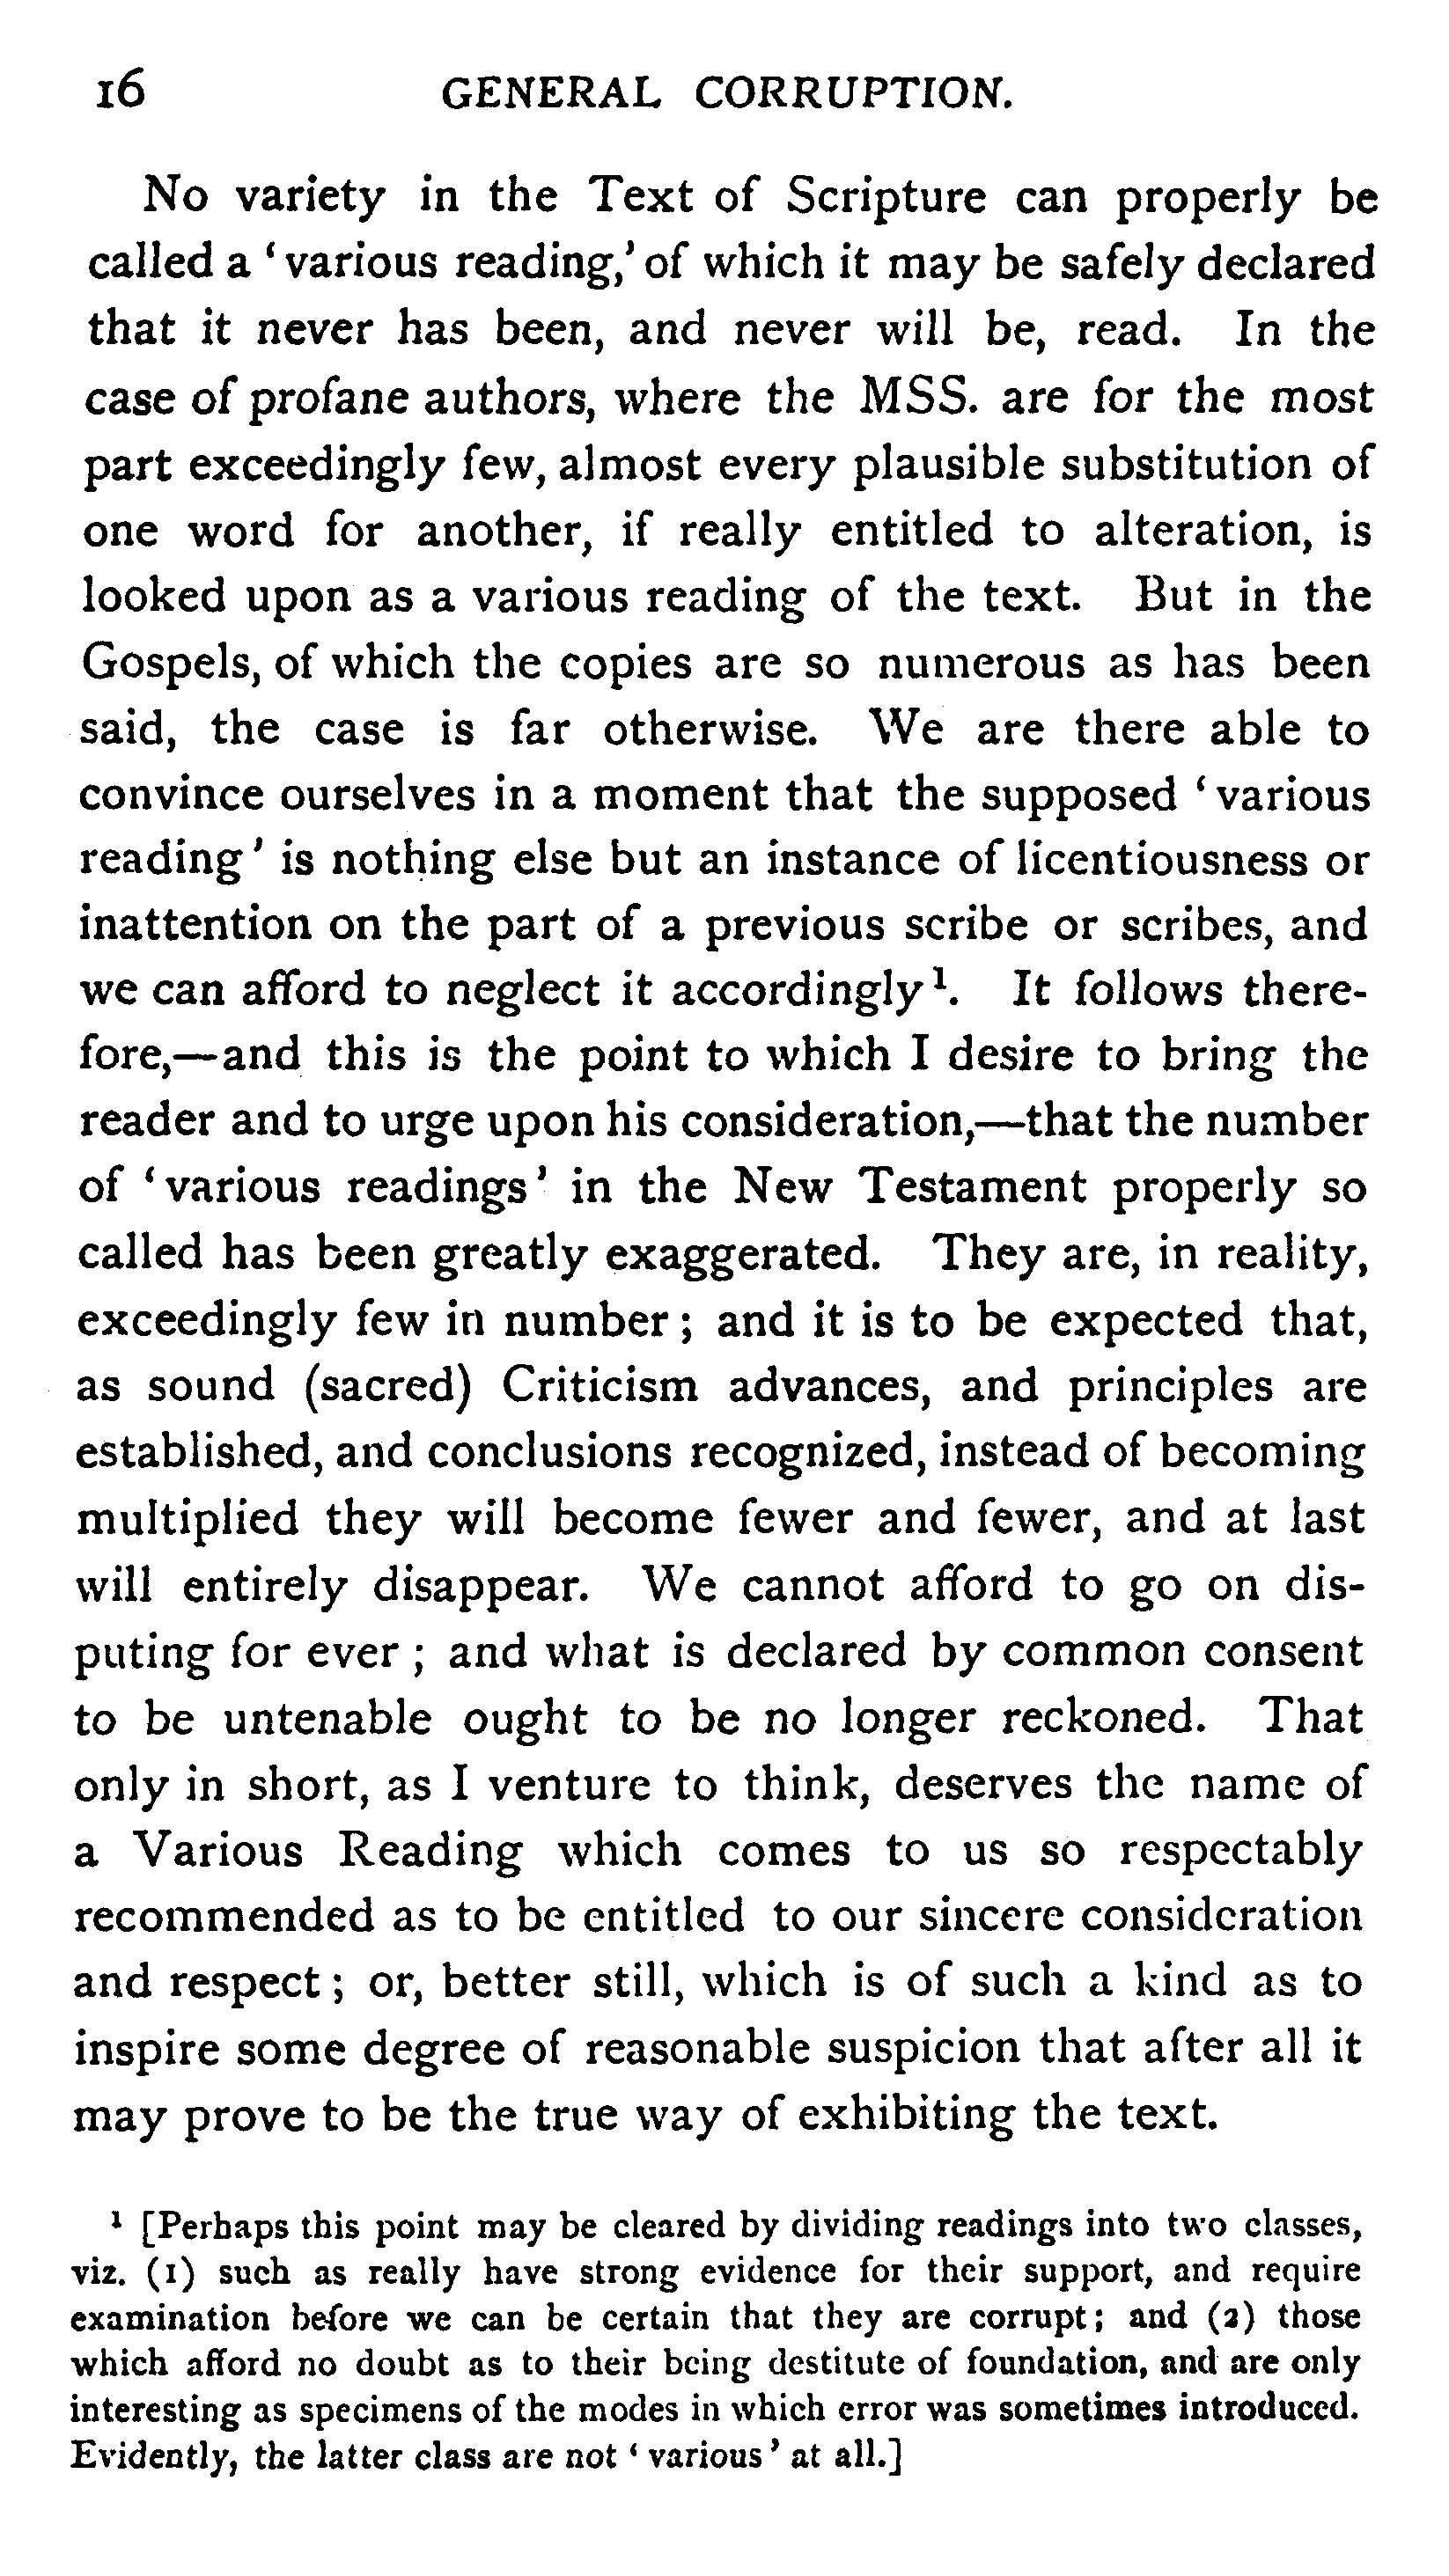 16 GENERAL CORRUPTION.
No variety in the Text of Scripture can properly be
called a ‘various reading,’ of which it may be safely declared
that it never has been, and never will be, read. In the
case of profane authors, where the MSS. are for the most
part exceedingly few, almost every plausible substitution of
one word for another, if really entitled to alteration, is
looked upon as a various reading of the text. But in the
Gospels, of which the copies are so numerous as has been
said, the case is far otherwise. We are there able to
convince ourselves in a moment that the supposed ‘various
reading’ is nothing else but an instance of licentiousness or
inattention on the part of a previous scribe or scribes, and
we can afford to neglect it accordingly¹. It follows there-
fore,—and this is the point to which I desire to bring the
reader and to urge upon his consideration,—that the number
of ‘various readings’ in the New Testament properly so
called has been greatly exaggerated. They are, in reality,
exceedingly few in number; and it is to be expected that,
as sound (sacred) Criticism advances, and principles are
established, and conclusions recognized, instead of becoming
multiplied they will become fewer and fewer, and at last
will entirely disappear. We cannot afford to go on dis-
puting for ever; and what is declared by common consent
to be untenable ought to be no longer reckoned. That
only in short, as I venture to think, deserves the name of
a Various Reading which comes to us so respectably
recommended as to be entitled to our sincere consideration
and respect; or, better still, which is of such a kind as to
inspire some degree of reasonable suspicion that after all it
may prove to be the true way of exhibiting the text.
¹ [Perhaps this point may be cleared by dividing readings into two classes,
viz. (1) such as really have strong evidence for their support, and require
examination before we can be certain that they are corrupt; and (2) those
which afford no doubt as to their being destitute of foundation, and are only
interesting as specimens of the modes in which error was sometimes introduced.
Evidently, the latter class are not ‘various’ at all.]